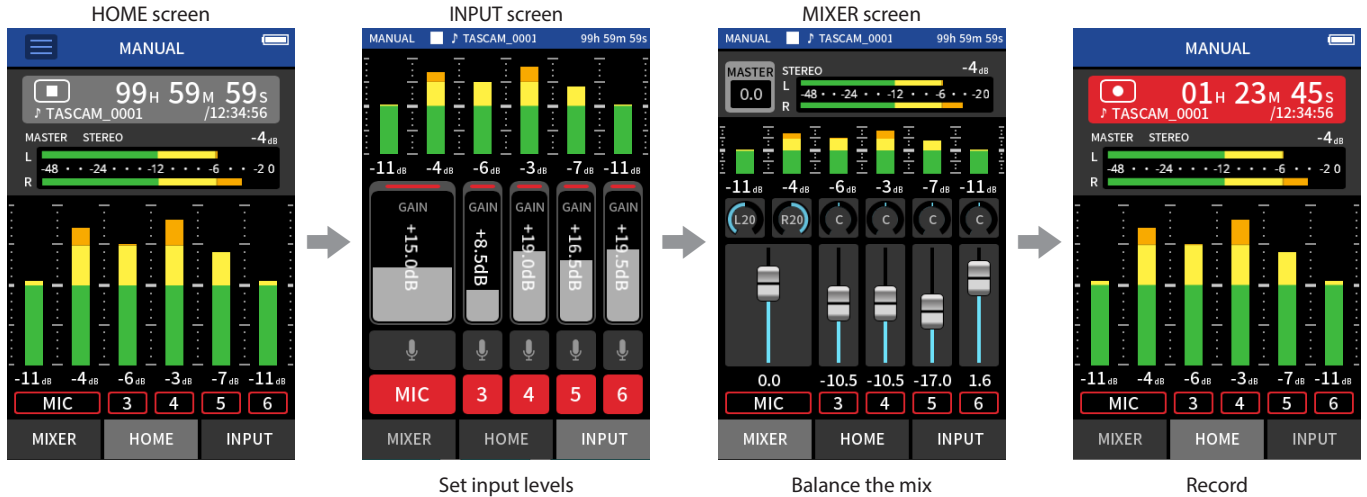 HOME screen
MANUAL
99H 59M 59s
♪ TASCAM_0001 /12:34:56
MASTER STEREO -4dB
L
-48 · · -24 · · · -12 · · · -6 · · -2 0
R
-11dB -4dB -6dB -3dB -7dB -11dB
MIC 3 4 5 6
MIXER HOME INPUT
INPUT screen
MANUAL ♪ TASCAM_0001 99h 59m 59s
-11dB -4dB -6dB -3dB -7dB -11dB
GAIN GAIN GAIN GAIN GAIN
+15.0dB +8.5dB +19.0dB +16.5dB +19.5dB
MIC 3 4 5 6
MIXER HOME INPUT
Set input levels
MIXER screen
MANUAL ♪ TASCAM_0001 99h 59m 59s
MASTER STEREO -4dB
0.0
L
-48 · · -24 · · -12 · · -6 · · -20
R
-11dB -4dB -6dB -3dB -7dB -11dB
L20 R20 C C C C
0.0 -10.5 -10.5 -17.0 1.6
MIC 3 4 5 6
MIXER HOME INPUT
Balance the mix
MANUAL
01H 23M 45s
♪ TASCAM_0001 /12:34:56
MASTER STEREO -4dB
L
-48 · · -24 · · · -12 · · · -6 · · -2 0
R
-11dB -4dB -6dB -3dB -7dB -11dB
MIC 3 4 5 6
MIXER HOME INPUT
Record